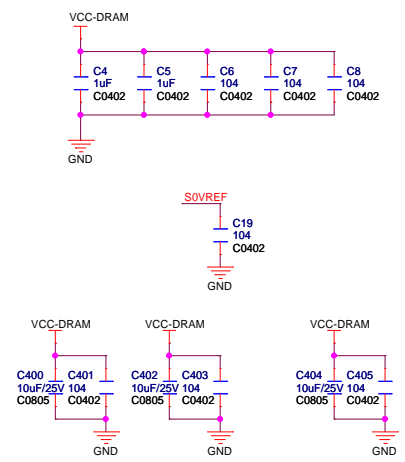 VCC-DRAM
C4 C5 C6 C7 C8
1uF 1uF 104 104 104
C0402 C0402 C0402 C0402 C0402
GND
S0VREF
C19
104
C0402
GND
VCC-DRAM VCC-DRAM VCC-DRAM
C400 C401 C402 C403 C404 C405
10uF/25V 104 10uF/25V 104 10uF/25V 104
C0805 C0402 C0805 C0402 C0805 C0402
GND GND GND